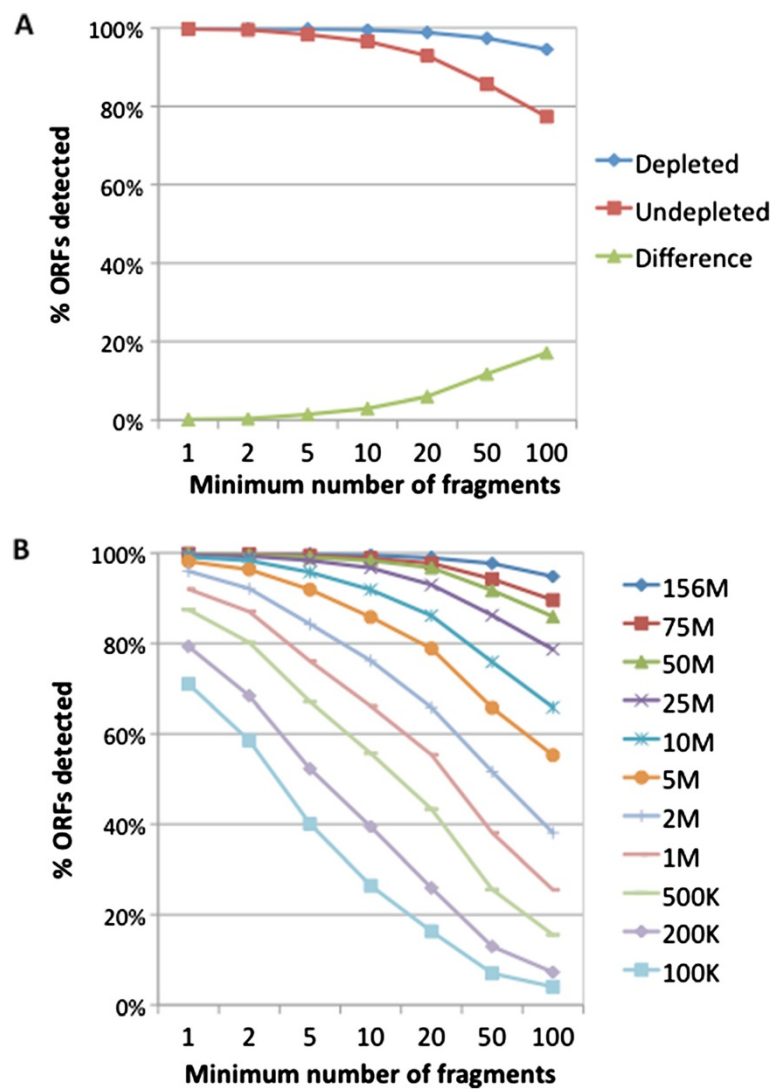 A
100%
80%
60%
40%
20%
0%
% ORFs detected
1 2 5 10 20 50 100
Minimum number of fragments
Depleted
Undepleted
Difference
B
100%
80%
60%
40%
20%
0%
% ORFs detected
1 2 5 10 20 50 100
Minimum number of fragments
156M
75M
50M
25M
10M
5M
2M
1M
500K
200K
100K